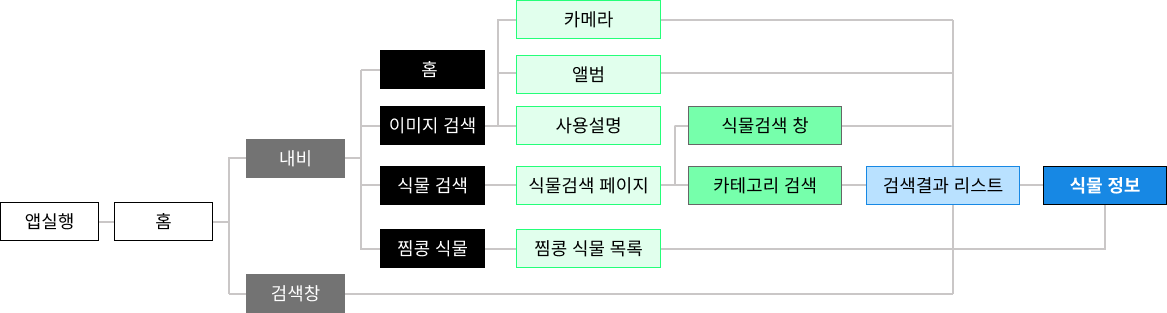 카메라
홈
앨범
이미지 검색
사용설명
식물검색 창
내비
식물 검색
식물검색 페이지
카테고리 검색
검색결과 리스트
식물 정보
앱실행
홈
찜콩 식물
찜콩 식물 목록
검색창